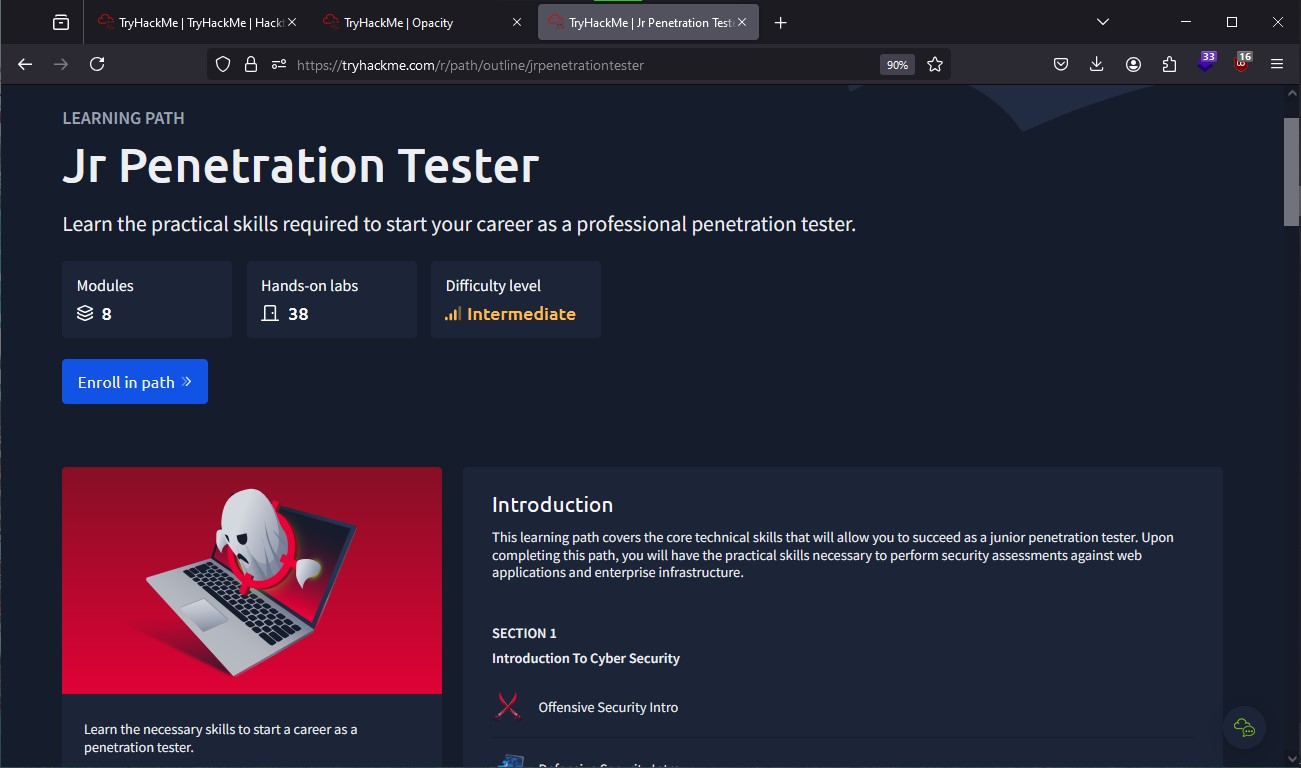 TryHackMe | TryHackMe | Hack
TryHackMe | Opacity
TryHackMe | Jr Penetration Test
https://tryhackme.com/r/path/outline/jrpenetrationtester
90%
33
16
LEARNING PATH
Jr Penetration Tester
Learn the practical skills required to start your career as a professional penetration tester.
Modules
8
Hands-on labs
38
Difficulty level
Intermediate
Enroll in path
Introduction
This learning path covers the core technical skills that will allow you to succeed as a junior penetration tester. Upon
completing this path, you will have the practical skills necessary to perform security assessments against web
applications and enterprise infrastructure.
SECTION 1
Introduction To Cyber Security
Offensive Security Intro
Learn the necessary skills to start a career as a
penetration tester.